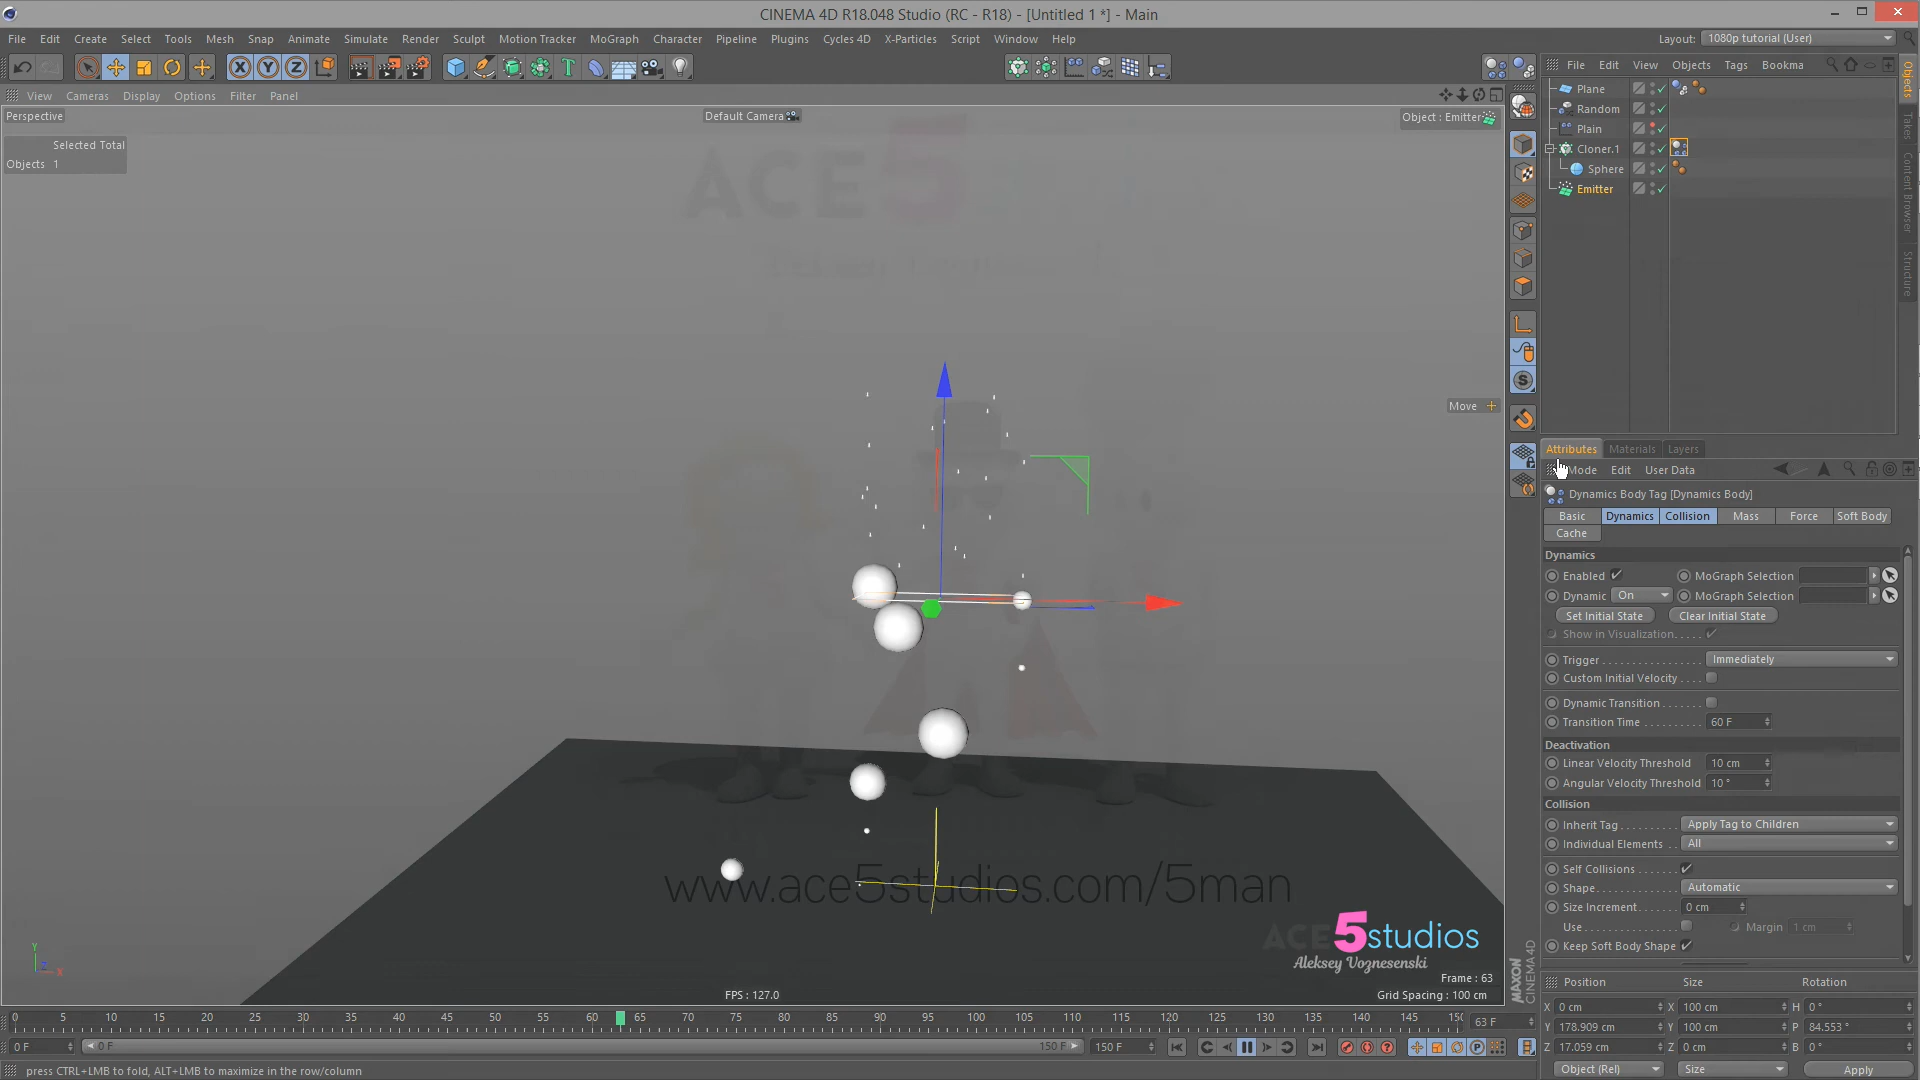 CINEMA 4D R18.048 Studio (RC - R18) - [Untitled 1 *] - Main
File Edit Create Select Tools Mesh Snap Animate Simulate Render Sculpt Motion Tracker MoGraph Character Pipeline Plugins Cycles 4D X-Particles Script Window Help
Layout: 1080p tutorial (User)
File Edit View Objects Tags Bookma
View Cameras Display Options Filter Panel
Perspective
Default Camera
Object : Emitter
Selected Total
Objects 1
ACE 5
Plane
Random
Plain
Cloner.1
Sphere
Emitter
Objects
Takes
Content Browser
Structure
Move
Attributes Materials Layers
Mode Edit User Data
Dynamics Body Tag [Dynamics Body]
Basic Dynamics Collision Mass Force Soft Body
Cache
Dynamics
Enabled MoGraph Selection
Dynamic On MoGraph Selection
Set Initial State Clear Initial State
Show in Visualization. . . . .
Trigger Immediately
Custom Initial Velocity
Dynamic Transition
Transition Time 60 F
Deactivation
Linear Velocity Threshold 10 cm
Angular Velocity Threshold 10 °
Collision
Inherit Tag Apply Tag to Children
Individual Elements All
Self Collisions
Shape Automatic
Size Increment 0 cm
Use Margin 1 cm
Keep Soft Body Shape
www.ace5studios.com/5man
ACE5studios
Aleksey Voznesenski
MAXON
CINEMA 4D
Frame : 63
FPS : 127.0
Grid Spacing : 100 cm
Position Size Rotation
X 0 cm X 100 cm H 0 °
Y 178.909 cm Y 100 cm P 84.553 °
Z 17.059 cm Z 0 cm B 0 °
Object (Rel) Size Apply
0 5 10 15 20 25 30 35 40 45 50 55 60 65 70 75 80 85 90 95 100 105 110 115 120 125 130 135 140 145 150
63 F
0 F 0 F 150 F 150 F
press CTRL+LMB to fold, ALT+LMB to maximize in the row/column
Y
Z
X